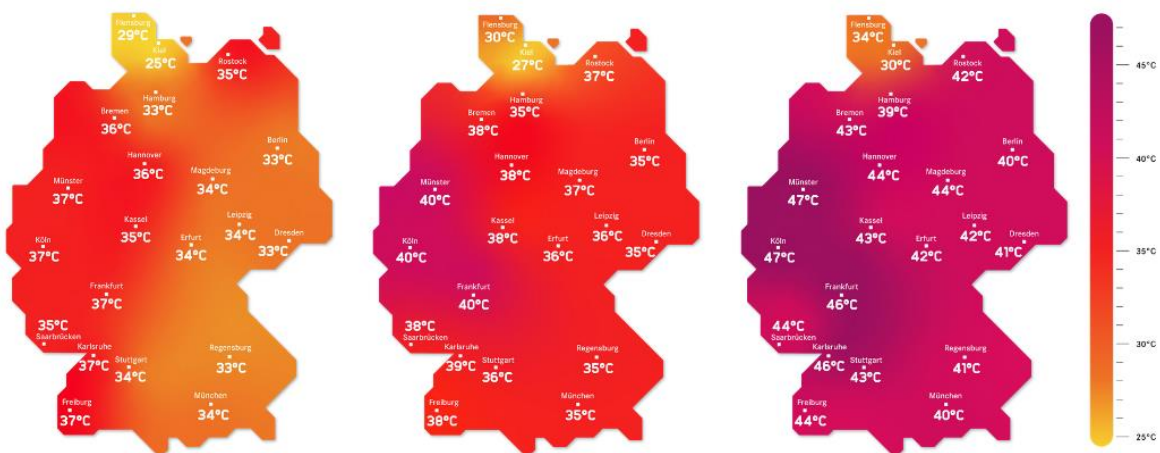 Flensburg
29°C
Kiel
25°C
Rostock
35°C
Hamburg
33°C
Bremen
36°C
Berlin
33°C
Hannover
36°C
Magdeburg
34°C
Münster
37°C
Kassel
35°C
Leipzig
34°C
Dresden
33°C
Köln
37°C
Erfurt
34°C
Frankfurt
37°C
35°C
Saarbrücken
Karlsruhe
37°C
Stuttgart
34°C
Regensburg
33°C
München
34°C
Freiburg
37°C
Flensburg
30°C
Kiel
27°C
Rostock
37°C
Hamburg
35°C
Bremen
38°C
Berlin
35°C
Hannover
38°C
Magdeburg
37°C
Münster
40°C
Kassel
38°C
Leipzig
36°C
Dresden
35°C
Köln
40°C
Erfurt
36°C
Frankfurt
40°C
38°C
Saarbrücken
Karlsruhe
39°C
Stuttgart
36°C
Regensburg
35°C
München
35°C
Freiburg
38°C
Flensburg
34°C
Kiel
30°C
Rostock
42°C
Hamburg
39°C
Bremen
43°C
Berlin
40°C
Hannover
44°C
Magdeburg
44°C
Münster
47°C
Kassel
43°C
Leipzig
42°C
Dresden
41°C
Köln
47°C
Erfurt
42°C
Frankfurt
46°C
44°C
Saarbrücken
Karlsruhe
46°C
Stuttgart
43°C
Regensburg
41°C
München
40°C
Freiburg
44°C
45°C
40°C
35°C
30°C
25°C